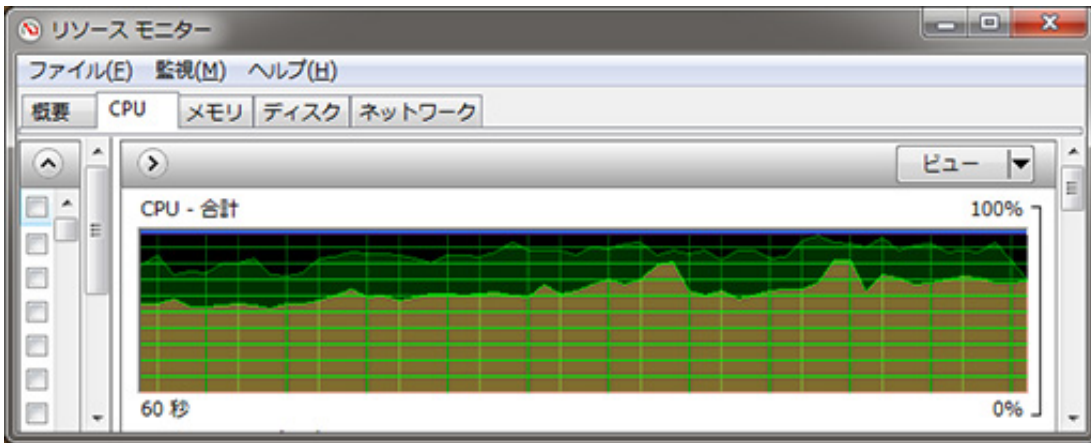 リソース モニター
ファイル(F) 監視(M) ヘルプ(H)
概要 CPU メモリ ディスク ネットワーク
ビュー
CPU - 合計 100%
60 秒 0%